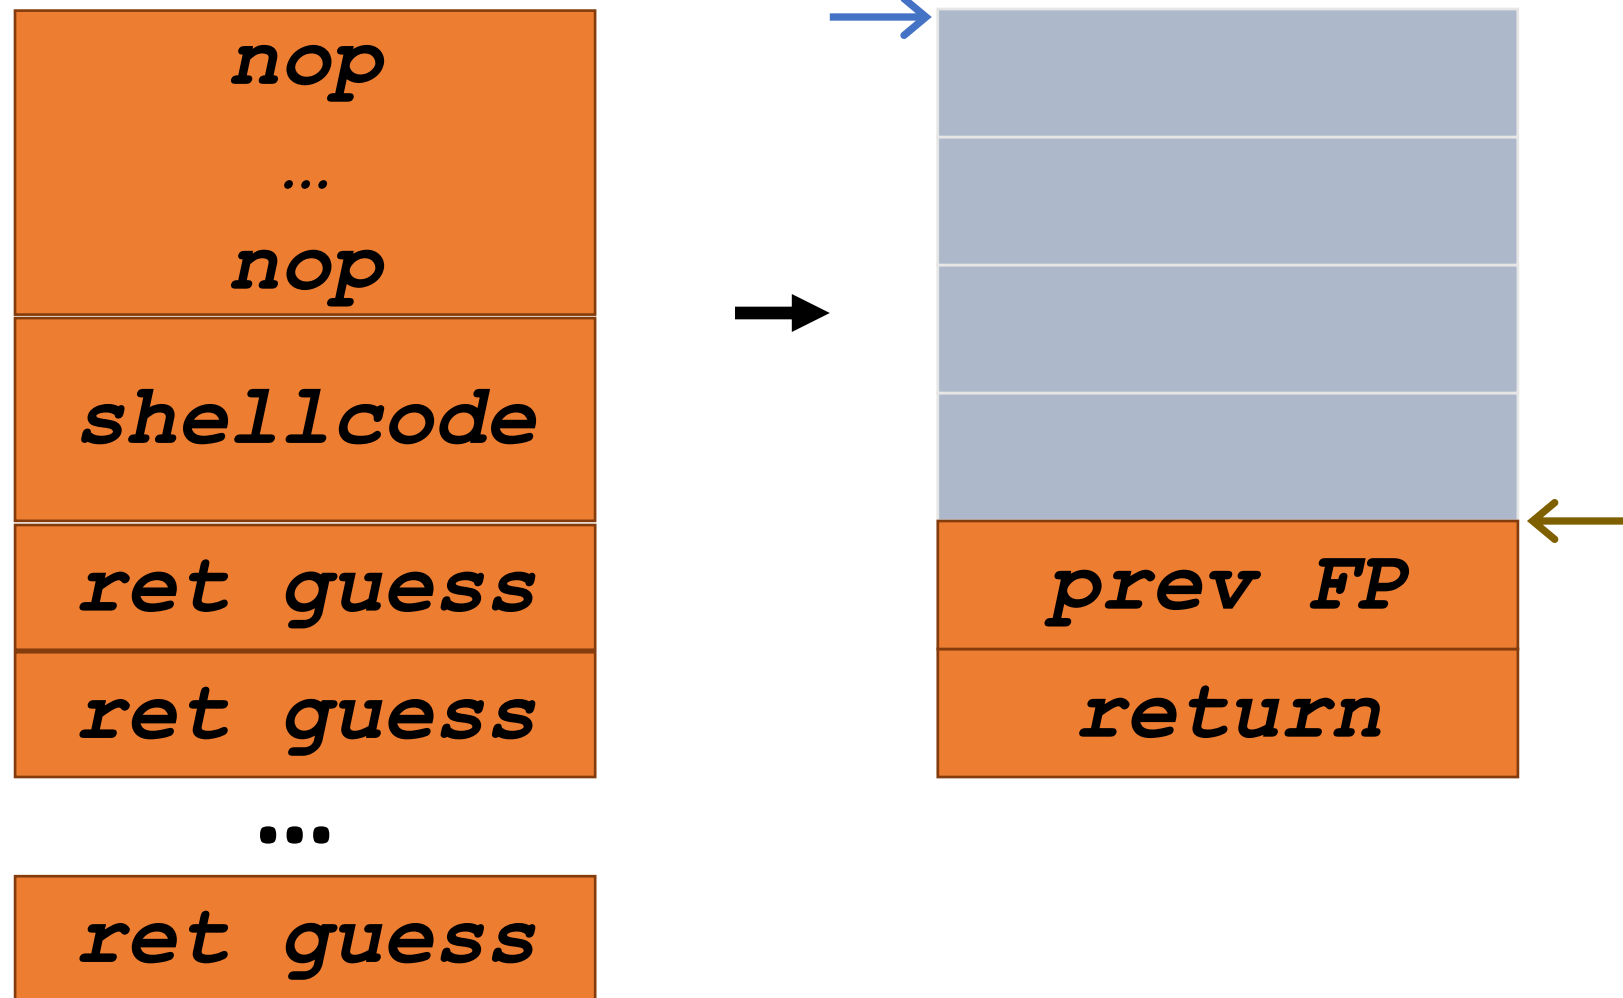 nop
...
nop
shellcode
ret guess
ret guess
...
ret guess
prev FP
return